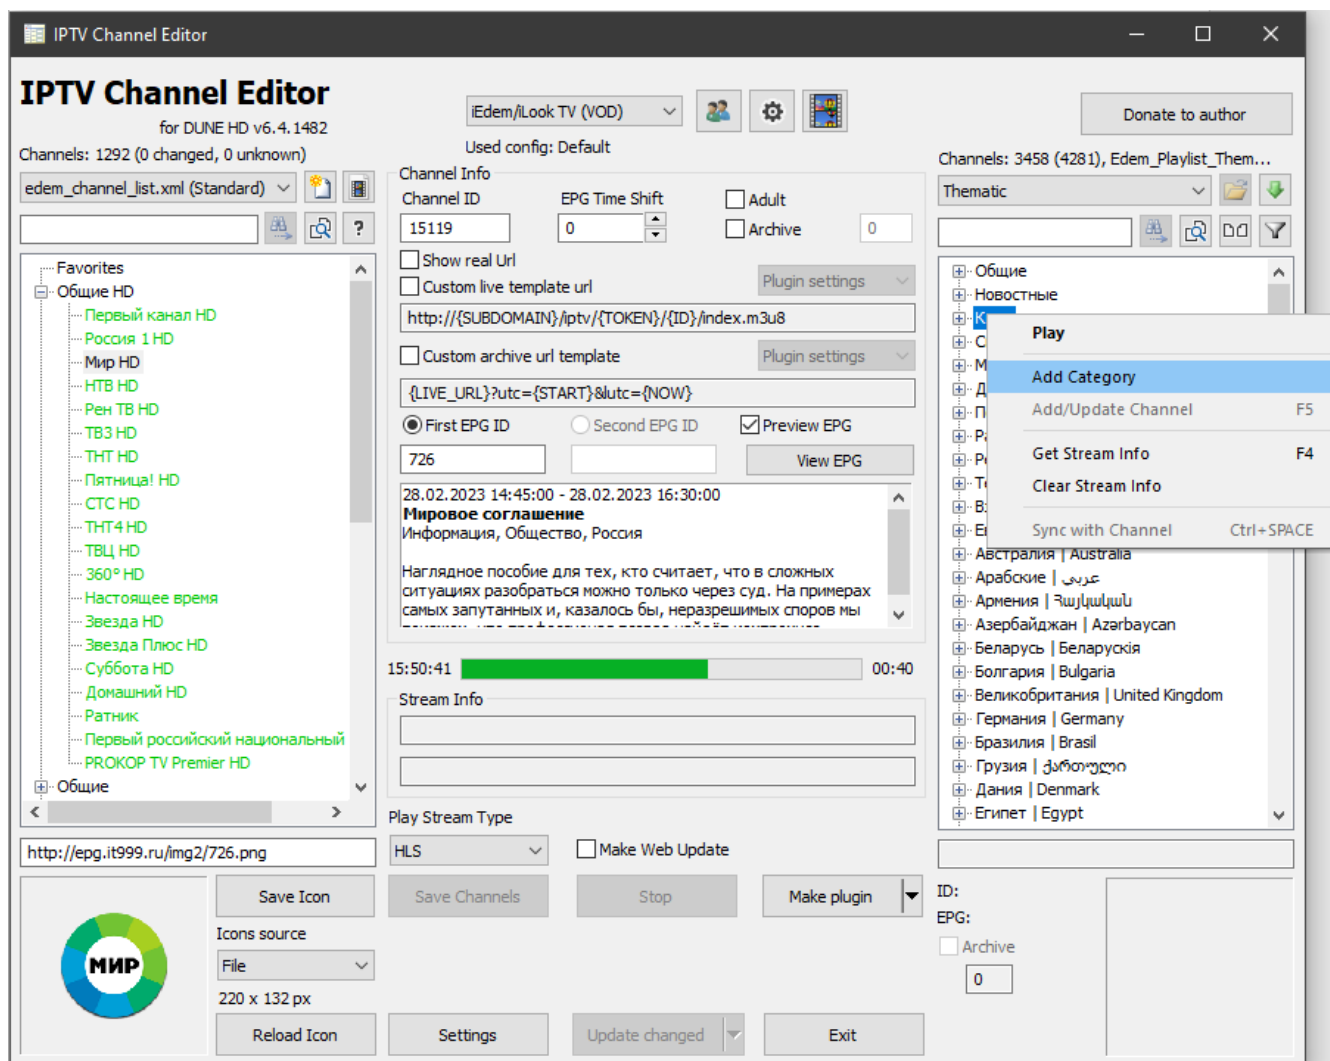 IPTV Channel Editor
IPTV Channel Editor
for DUNE HD v6.4.1482
Channels: 1292 (0 changed, 0 unknown)
edem_channel_list.xml (Standard)
?
Favorites
Общие HD
Первый канал HD
Россия 1 HD
Мир HD
НТВ HD
Рен ТВ HD
ТВ3 HD
ТНТ HD
Пятница! HD
СТС HD
ТНТ4 HD
ТВЦ HD
360° HD
Настоящее время
Звезда HD
Звезда Плюс HD
Суббота HD
Домашний HD
Ратник
Первый российский национальный
PROKOP TV Premier HD
Общие
http://epg.it999.ru/img2/726.png
МИР
Save Icon
Icons source
File
220 x 132 px
Reload Icon
iEdem/iLook TV (VOD)
Used config: Default
Channel Info
Channel ID
EPG Time Shift
Adult
15119
0
Archive
0
Show real Url
Custom live template url
Plugin settings
http://{SUBDOMAIN}/iptv/{TOKEN}/{ID}/index.m3u8
Custom archive url template
Plugin settings
{LIVE_URL}?utc={START}&lutc={NOW}
First EPG ID
Second EPG ID
Preview EPG
726
View EPG
28.02.2023 14:45:00 - 28.02.2023 16:30:00
Мировое соглашение
Информация, Общество, Россия
Наглядное пособие для тех, кто считает, что в сложных
ситуациях разобраться можно только через суд. На примерах
самых запутанных и, казалось бы, неразрешимых споров мы
15:50:41
00:40
Stream Info
Play Stream Type
HLS
Make Web Update
Save Channels
Stop
Make plugin
Settings
Update changed
Exit
Donate to author
Channels: 3458 (4281), Edem_Playlist_Them...
Thematic
Общие
Новостные
Play
Add Category
Add/Update Channel F5
Get Stream Info F4
Clear Stream Info
Sync with Channel Ctrl+SPACE
Австралия | Australia
Арабские | عربي
Армения | Հայկական
Азербайджан | Azərbaycan
Беларусь | Беларускія
Болгария | Bulgaria
Великобритания | United Kingdom
Германия | Germany
Бразилия | Brasil
Грузия | ქართული
Дания | Denmark
Египет | Egypt
ID:
EPG:
Archive
0